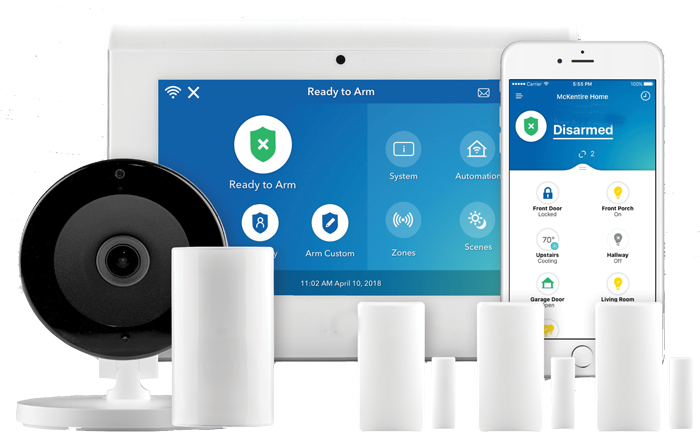 Ready to Arm
Ready to Arm
Arm Custom
System
Automation
Zones
Scenes
11:02 AM April 10, 2018
Carrier
5:55 PM
100%
McKentire Home
Disarmed
2
Front Door
Locked
Front Porch
On
70°
Upstairs
Cooling
Hallway
Off
Garage Door
Living Room